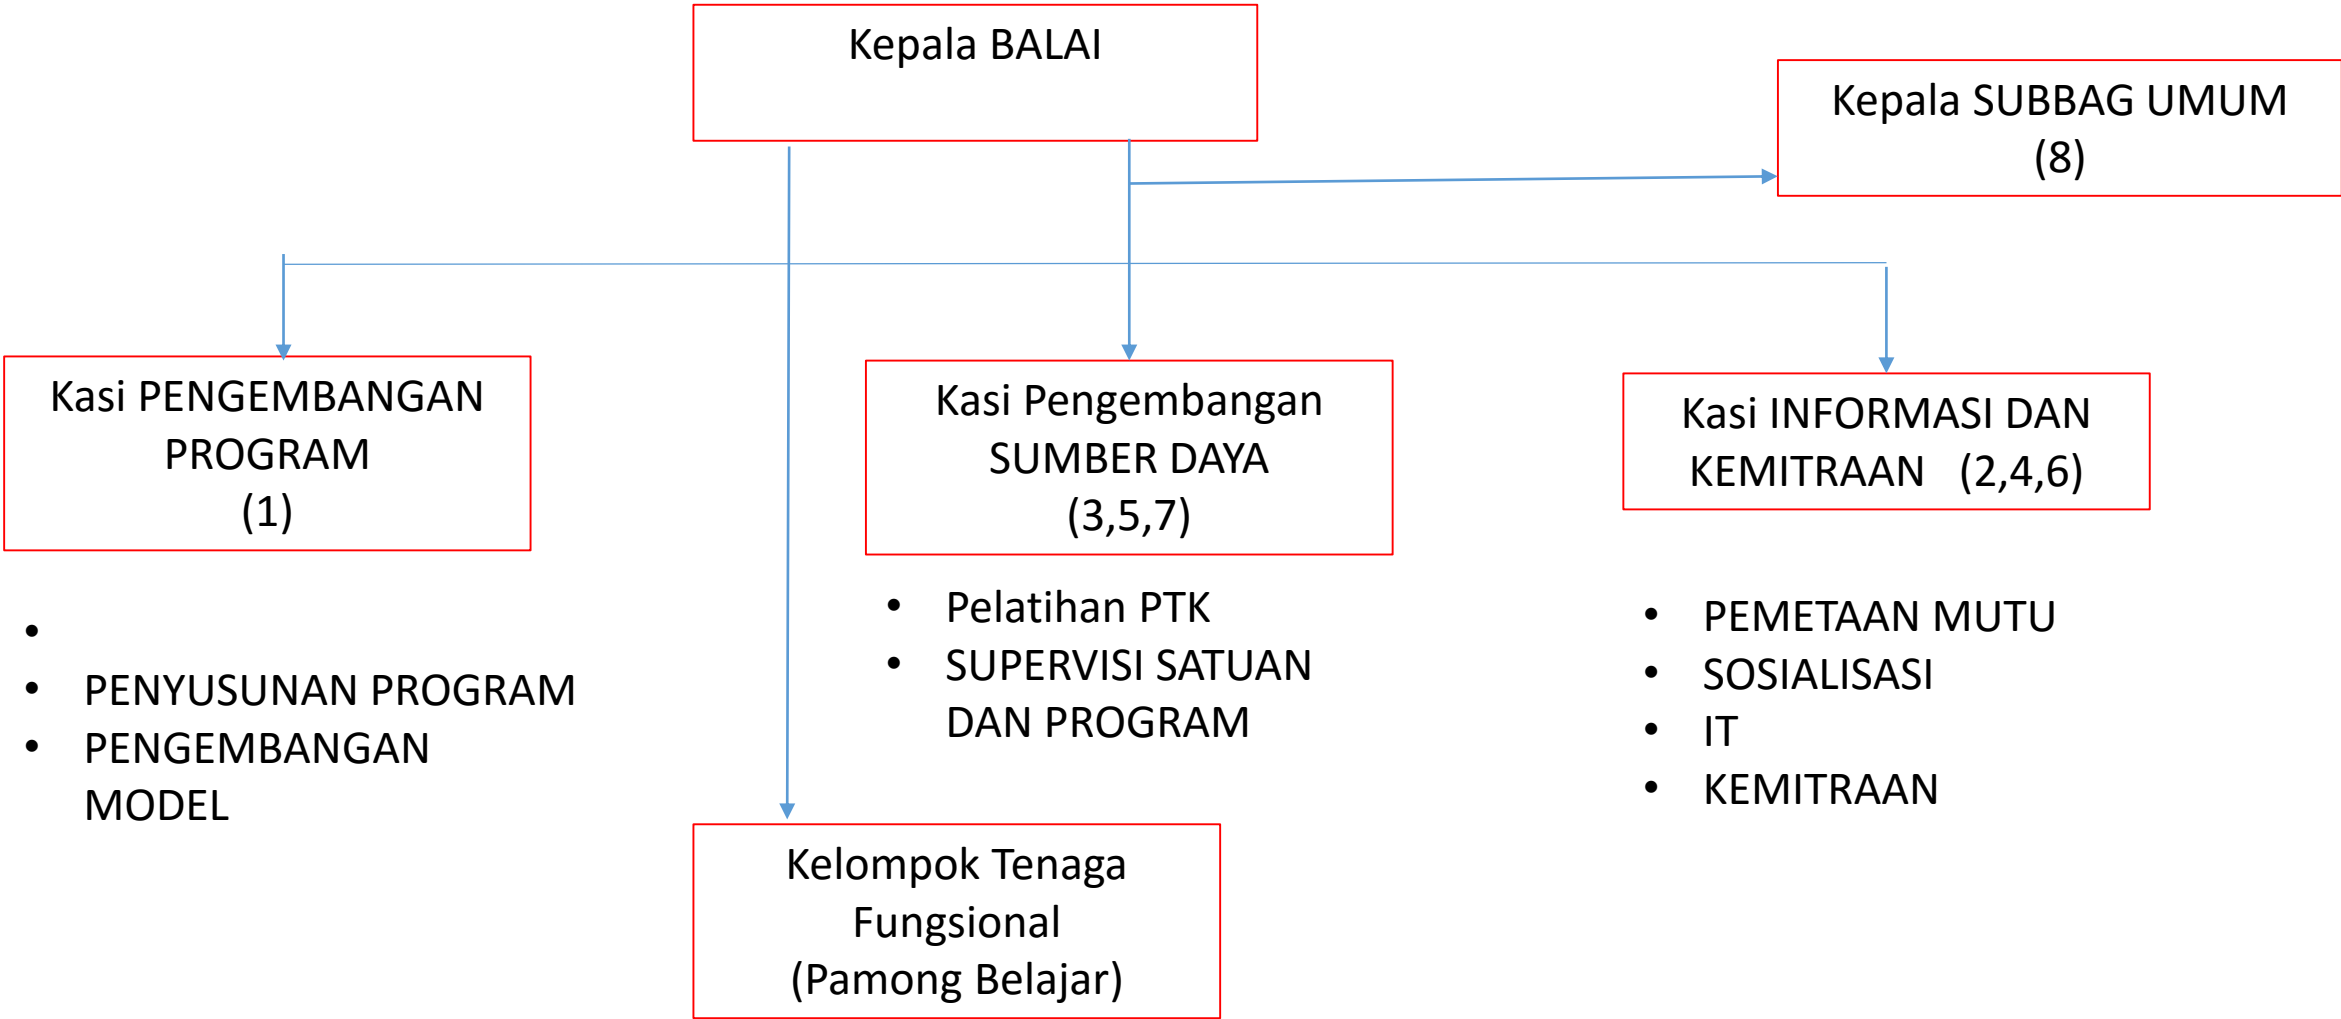 Kepala BALAI
Kepala SUBBAG UMUM
(8)
Kasi PENGEMBANGAN
PROGRAM
(1)
Kasi Pengembangan
SUMBER DAYA
(3,5,7)
Kasi INFORMASI DAN
KEMITRAAN (2,4,6)
•
• PENYUSUNAN PROGRAM
• PENGEMBANGAN
MODEL
• Pelatihan PTK
• SUPERVISI SATUAN
DAN PROGRAM
• PEMETAAN MUTU
• SOSIALISASI
• IT
• KEMITRAAN
Kelompok Tenaga
Fungsional
(Pamong Belajar)